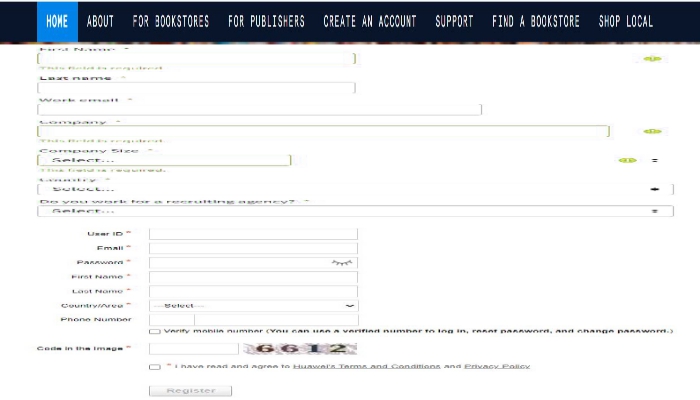 HOME ABOUT FOR BOOKSTORES FOR PUBLISHERS CREATE AN ACCOUNT SUPPORT FIND A BOOKSTORE SHOP LOCAL
First Name *
This field is required.
Last name *
Work email *
Company *
This field is required.
Company Size *
Select...
This field is required.
Country *
Select...
Do you work for a recruiting agency? *
Select...
User ID *
Email *
Password *
First Name *
Last Name *
Country/Area * ---Select---
Phone Number
Verify mobile number (You can use a verified number to log in, reset password, and change password.)
Code in the Image * 6612
* I have read and agree to Huawei's Terms and Conditions and Privacy Policy
Register